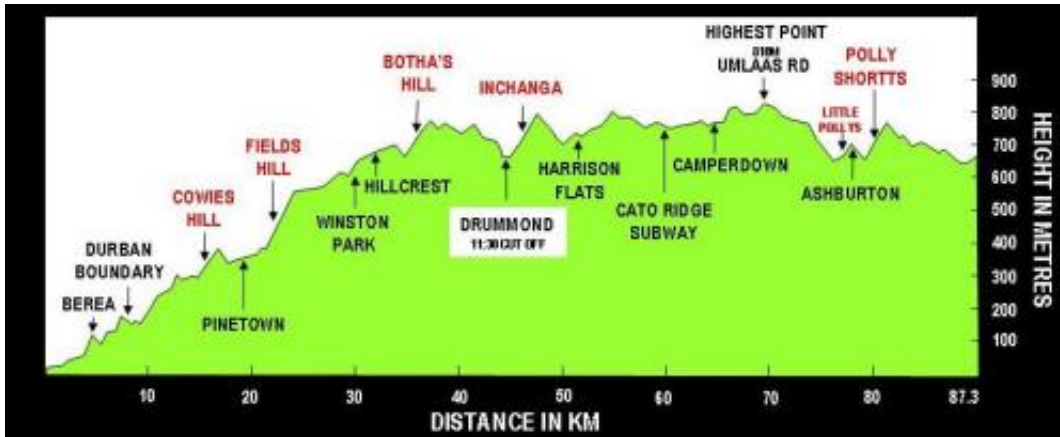 HIGHEST POINT
810M
UMLAAS RD
BOTHA'S
HILL
INCHANGA
POLLY
SHORTTS
LITTLE
POLLYS
FIELDS
HILL
COWIES
HILL
DURBAN
BOUNDARY
BEREA
PINETOWN
WINSTON
PARK
HILLCREST
DRUMMOND
11:30 CUT OFF
HARRISON
FLATS
CATO RIDGE
SUBWAY
CAMPERDOWN
ASHBURTON
900
800
700
600
500
400
300
200
100
HEIGHT IN METRES
10 20 30 40 50 60 70 80 87.3
DISTANCE IN KM